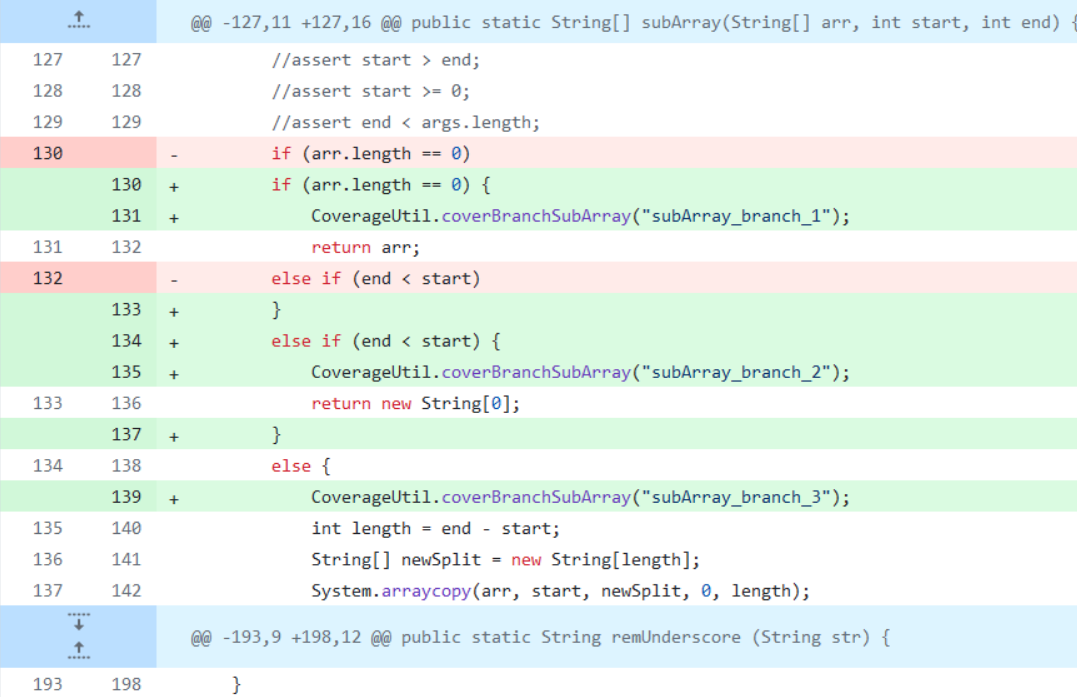 @@ -127,11 +127,16 @@ public static String[] subArray(String[] arr, int start, int end) {
127 127 //assert start > end;
128 128 //assert start >= 0;
129 129 //assert end < args.length;
130 - if (arr.length == 0)
130 + if (arr.length == 0) {
131 + CoverageUtil.coverBranchSubArray("subArray_branch_1");
131 132 return arr;
132 - else if (end < start)
133 + }
134 + else if (end < start) {
135 + CoverageUtil.coverBranchSubArray("subArray_branch_2");
133 136 return new String[0];
137 + }
134 138 else {
139 + CoverageUtil.coverBranchSubArray("subArray_branch_3");
135 140 int length = end - start;
136 141 String[] newSplit = new String[length];
137 142 System.arraycopy(arr, start, newSplit, 0, length);
@@ -193,9 +198,12 @@ public static String remUnderscore (String str) {
193 198 }